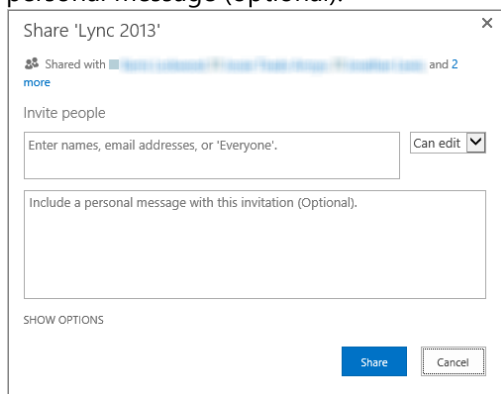 personal message (optional).
Share 'Lync 2013'
Shared with and 2
more
Invite people
Enter names, email addresses, or 'Everyone'.
Can edit
Include a personal message with this invitation (Optional).
SHOW OPTIONS
Share Cancel